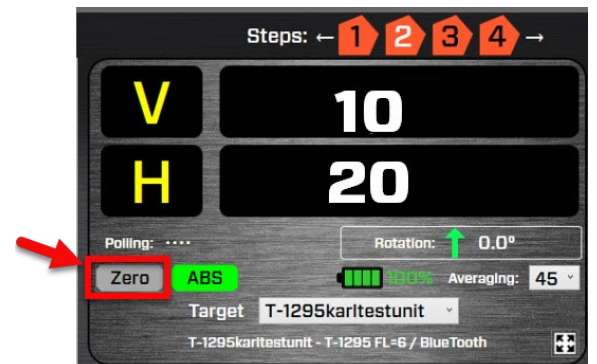 Steps: ← 1 2 3 4 →
V 10
H 20
Polling: ····
Rotation: ↑ 0.0°
Zero ABS 100% Averaging: 45
Target T-1295karltestunit
T-1295karltestunit - T-1295 FL=6 / BlueTooth